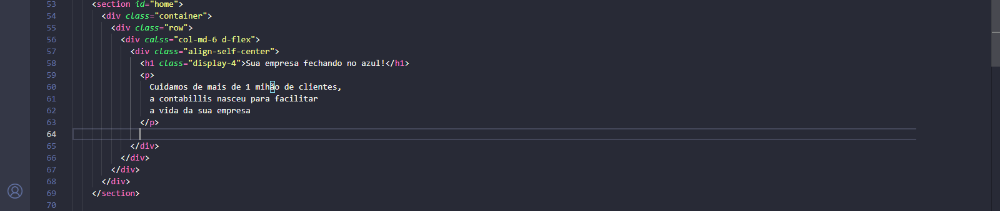 53 <section id="home">
54 <div class="container">
55 <div class="row">
56 <div calss="col-md-6 d-flex">
57 <div class="align-self-center">
58 <h1 class="display-4">Sua empresa fechando no azul!</h1>
59 <p>
60 Cuidamos de mais de 1 mihão de clientes,
61 a contabillis nasceu para facilitar
62 a vida da sua empresa
63 </p>
64
65 </div>
66 </div>
67 </div>
68 </div>
69 </section>
70